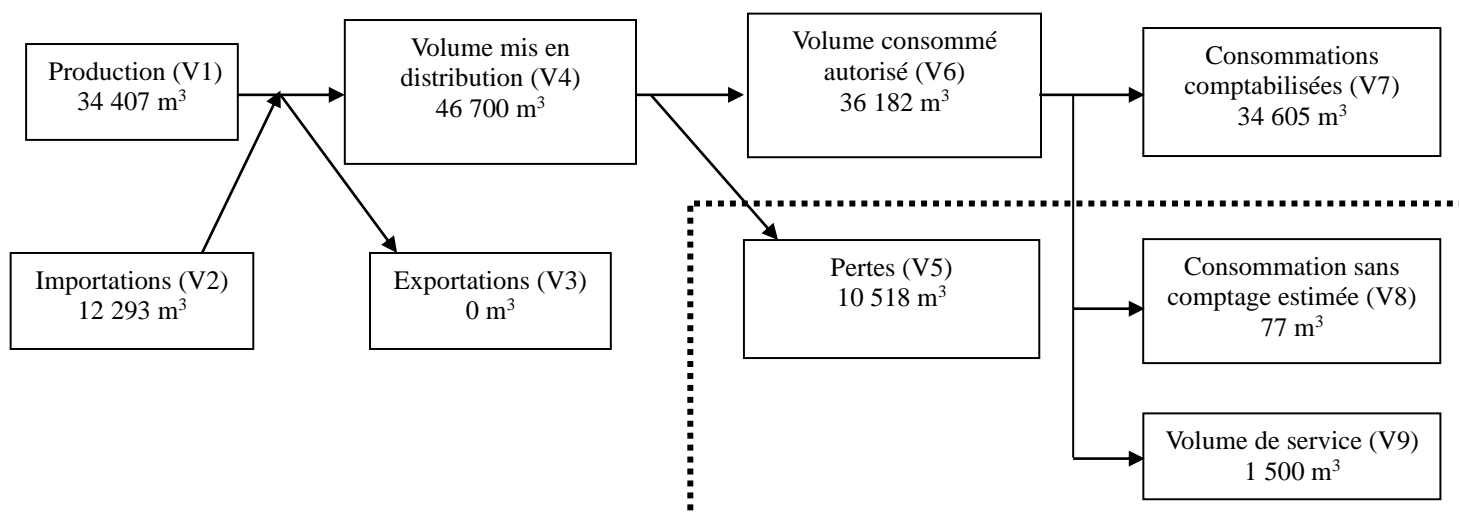 Production (V1)
34 407 m³
Volume mis en
distribution (V4)
46 700 m³
Volume consommé
autorisé (V6)
36 182 m³
Consommations
comptabilisées (V7)
34 605 m³
Importations (V2)
12 293 m³
Exportations (V3)
0 m³
Pertes (V5)
10 518 m³
Consommation sans
comptage estimée (V8)
77 m³
Volume de service (V9)
1 500 m³